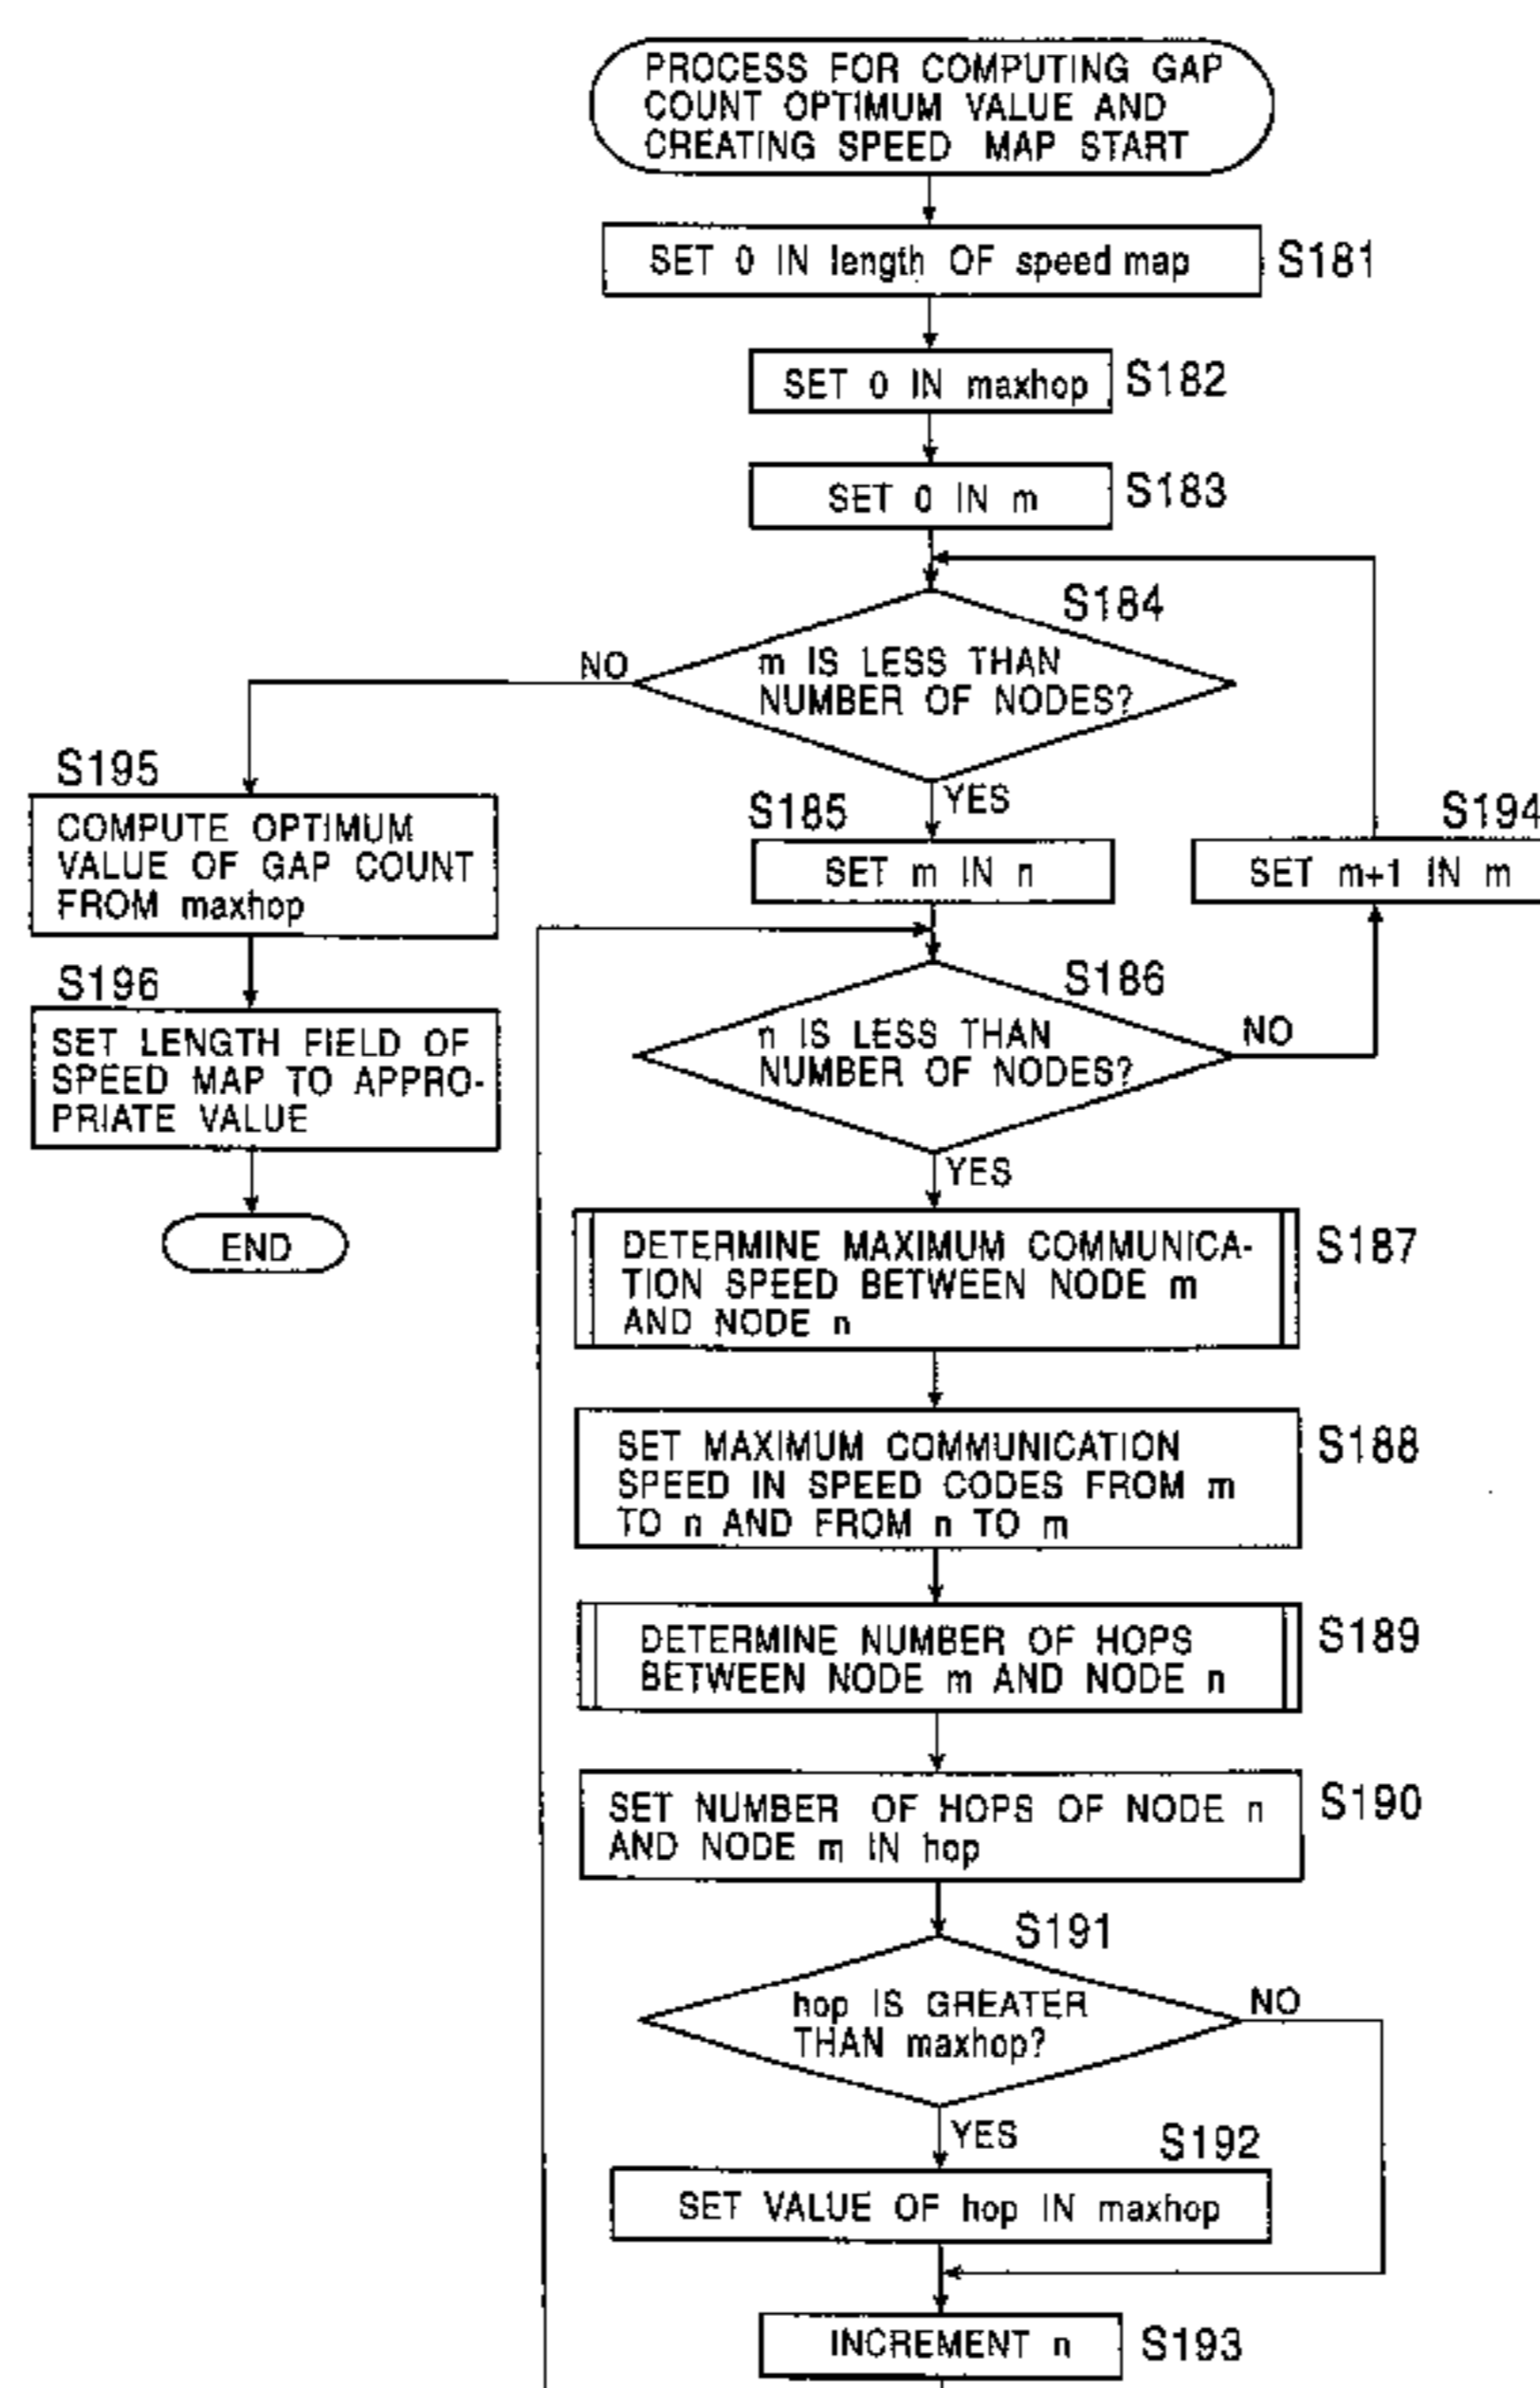 PROCESS FOR COMPUTING GAP
COUNT OPTIMUM VALUE AND
CREATING SPEED MAP START
SET 0 IN length OF speed map
S181
SET 0 IN maxhop
S182
SET 0 IN m
S183
S184
m IS LESS THAN
NUMBER OF NODES?
NO
YES
S195
COMPUTE OPTIMUM
VALUE OF GAP COUNT
FROM maxhop
S185
SET m IN n
S194
SET m+1 IN m
S196
SET LENGTH FIELD OF
SPEED MAP TO APPRO-
PRIATE VALUE
END
S186
n IS LESS THAN
NUMBER OF NODES?
NO
YES
DETERMINE MAXIMUM COMMUNICA-
TION SPEED BETWEEN NODE m
AND NODE n
S187
SET MAXIMUM COMMUNICATION
SPEED IN SPEED CODES FROM m
TO n AND FROM n TO m
S188
DETERMINE NUMBER OF HOPS
BETWEEN NODE m AND NODE n
S189
SET NUMBER OF HOPS OF NODE n
AND NODE m IN hop
S190
S191
hop IS GREATER
THAN maxhop?
NO
YES
S192
SET VALUE OF hop IN maxhop
INCREMENT n
S193